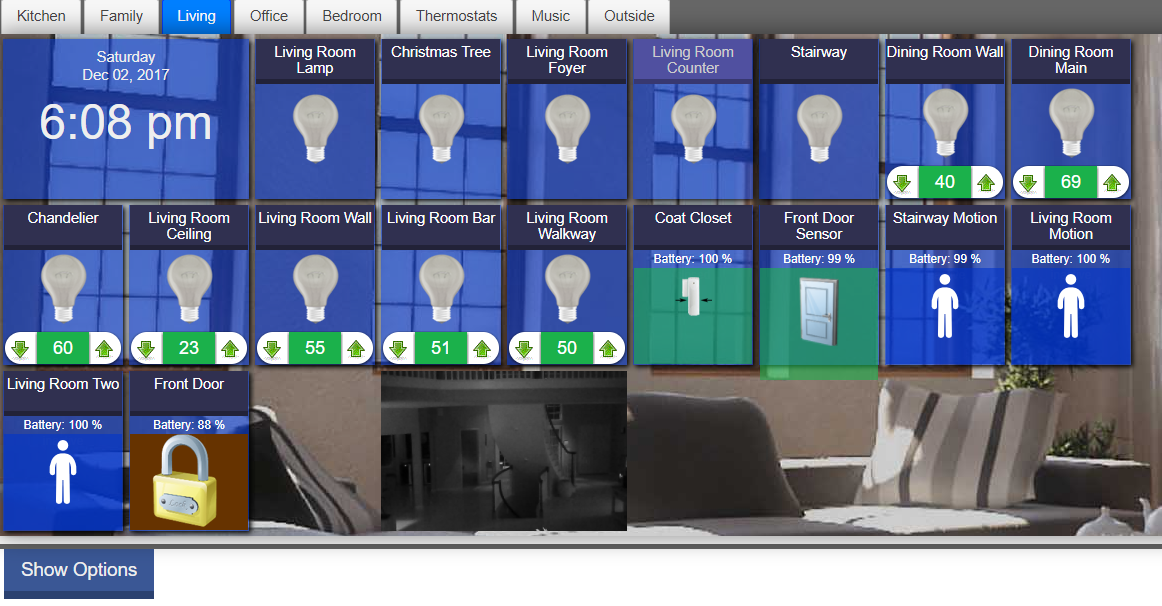 Kitchen
Family
Living
Office
Bedroom
Thermostats
Music
Outside
Saturday
Dec 02, 2017
6:08 pm
Living Room
Lamp
Christmas Tree
Living Room
Foyer
Living Room
Counter
Stairway
Dining Room Wall
40
Dining Room
Main
69
Chandelier
60
Living Room
Ceiling
23
Living Room Wall
55
Living Room Bar
51
Living Room
Walkway
50
Coat Closet
Battery: 100 %
Front Door
Sensor
Battery: 99 %
Stairway Motion
Battery: 99 %
Living Room
Motion
Battery: 100 %
Living Room Two
Battery: 100 %
Front Door
Battery: 88 %
Show Options